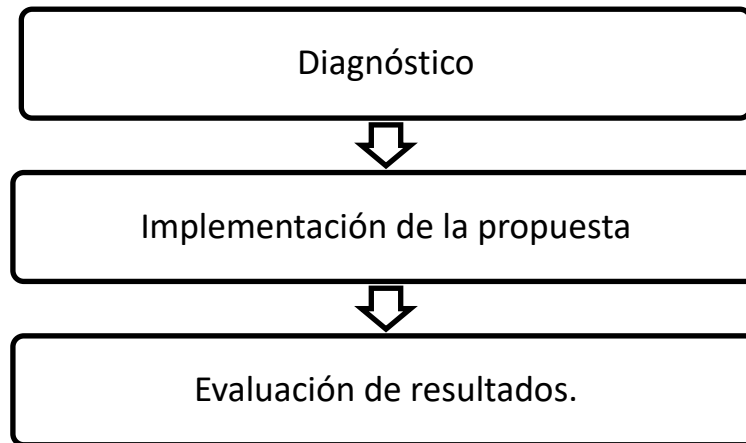 Diagnóstico
Implementación de la propuesta
Evaluación de resultados.